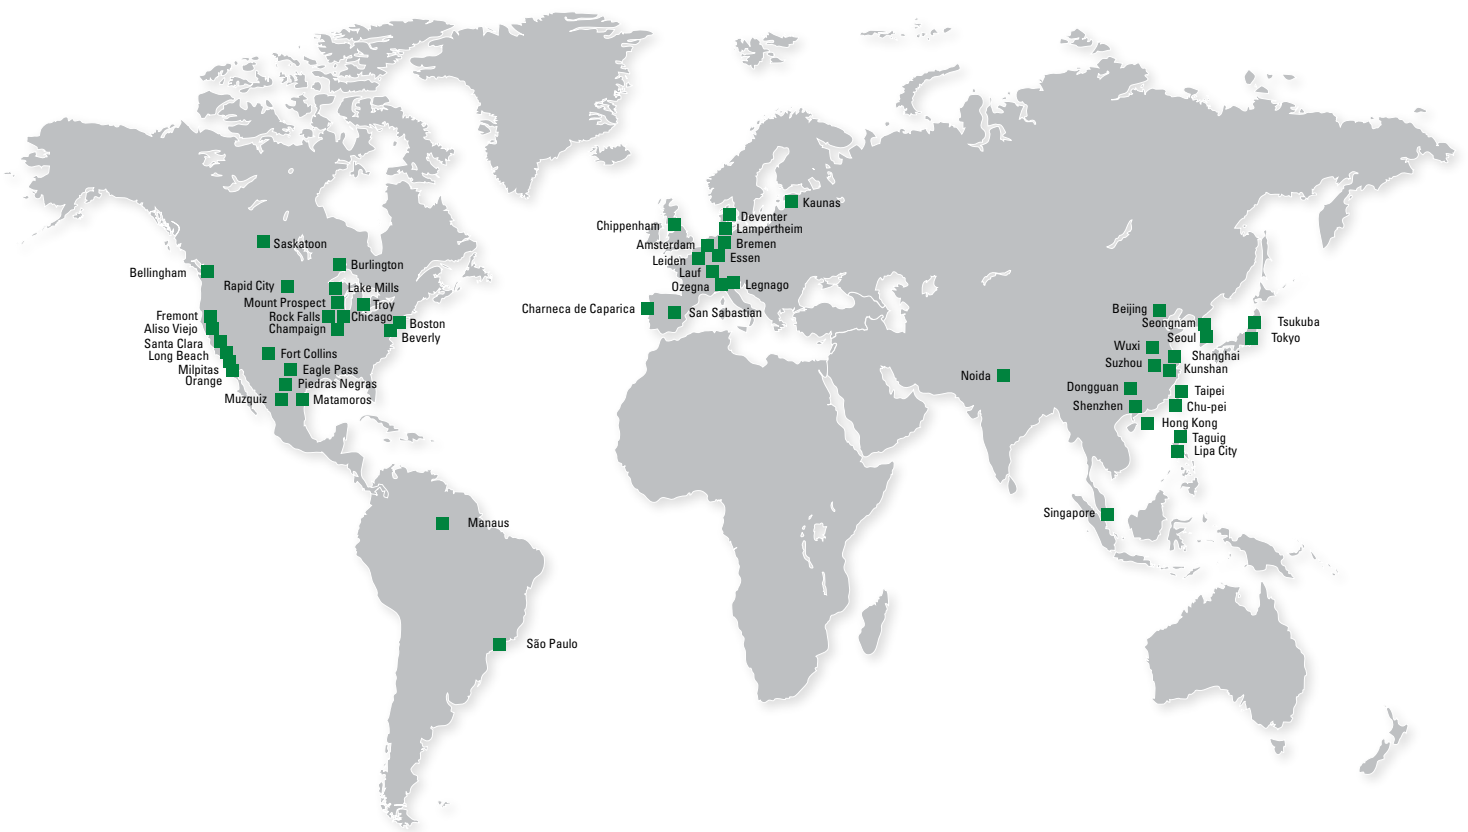 Saskatoon
Bellingham
Burlington
Rapid City
Lake Mills
Mount Prospect
Troy
Fremont
Rock Falls
Chicago
Aliso Viejo
Champaign
Boston
Beverly
Santa Clara
Long Beach
Fort Collins
Milpitas
Eagle Pass
Orange
Piedras Negras
Muzquiz
Matamoros
Manaus
São Paulo
Kaunas
Deventer
Chippenham
Lampertheim
Amsterdam
Bremen
Leiden
Essen
Lauf
Ozegna
Legnago
Charneca de Caparica
San Sabastian
Beijing
Seongnam
Tsukuba
Seoul
Tokyo
Wuxi
Shanghai
Suzhou
Kunshan
Noida
Dongguan
Taipei
Shenzhen
Chu-pei
Hong Kong
Taguig
Lipa City
Singapore